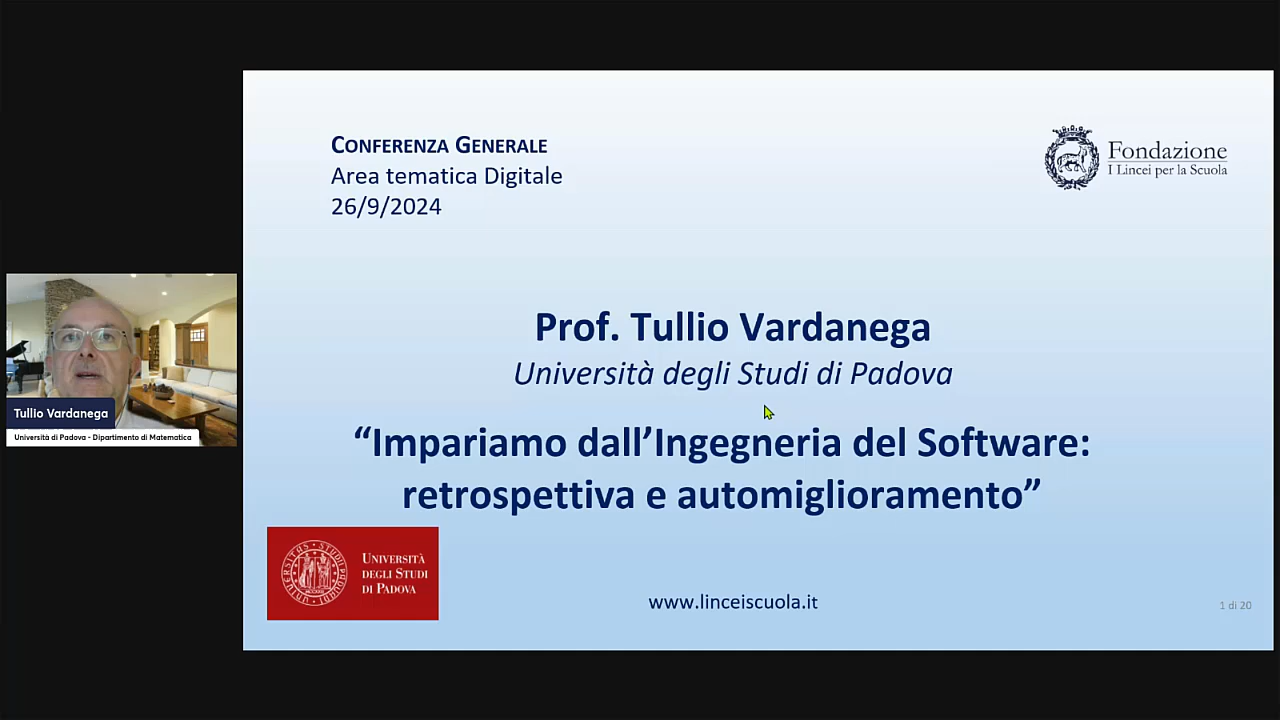 CONFERENZA GENERALE
Area tematica Digitale
26/9/2024
Fondazione
I Lincei per la Scuola
Prof. Tullio Vardanega
Università degli Studi di Padova
“Impariamo dall’Ingegneria del Software:
retrospettiva e automiglioramento”
Tullio Vardanega
Università di Padova - Dipartimento di Matematica
UNIVERSITÀ
DEGLI STUDI
DI PADOVA
www.linceiscuola.it
1 di 20